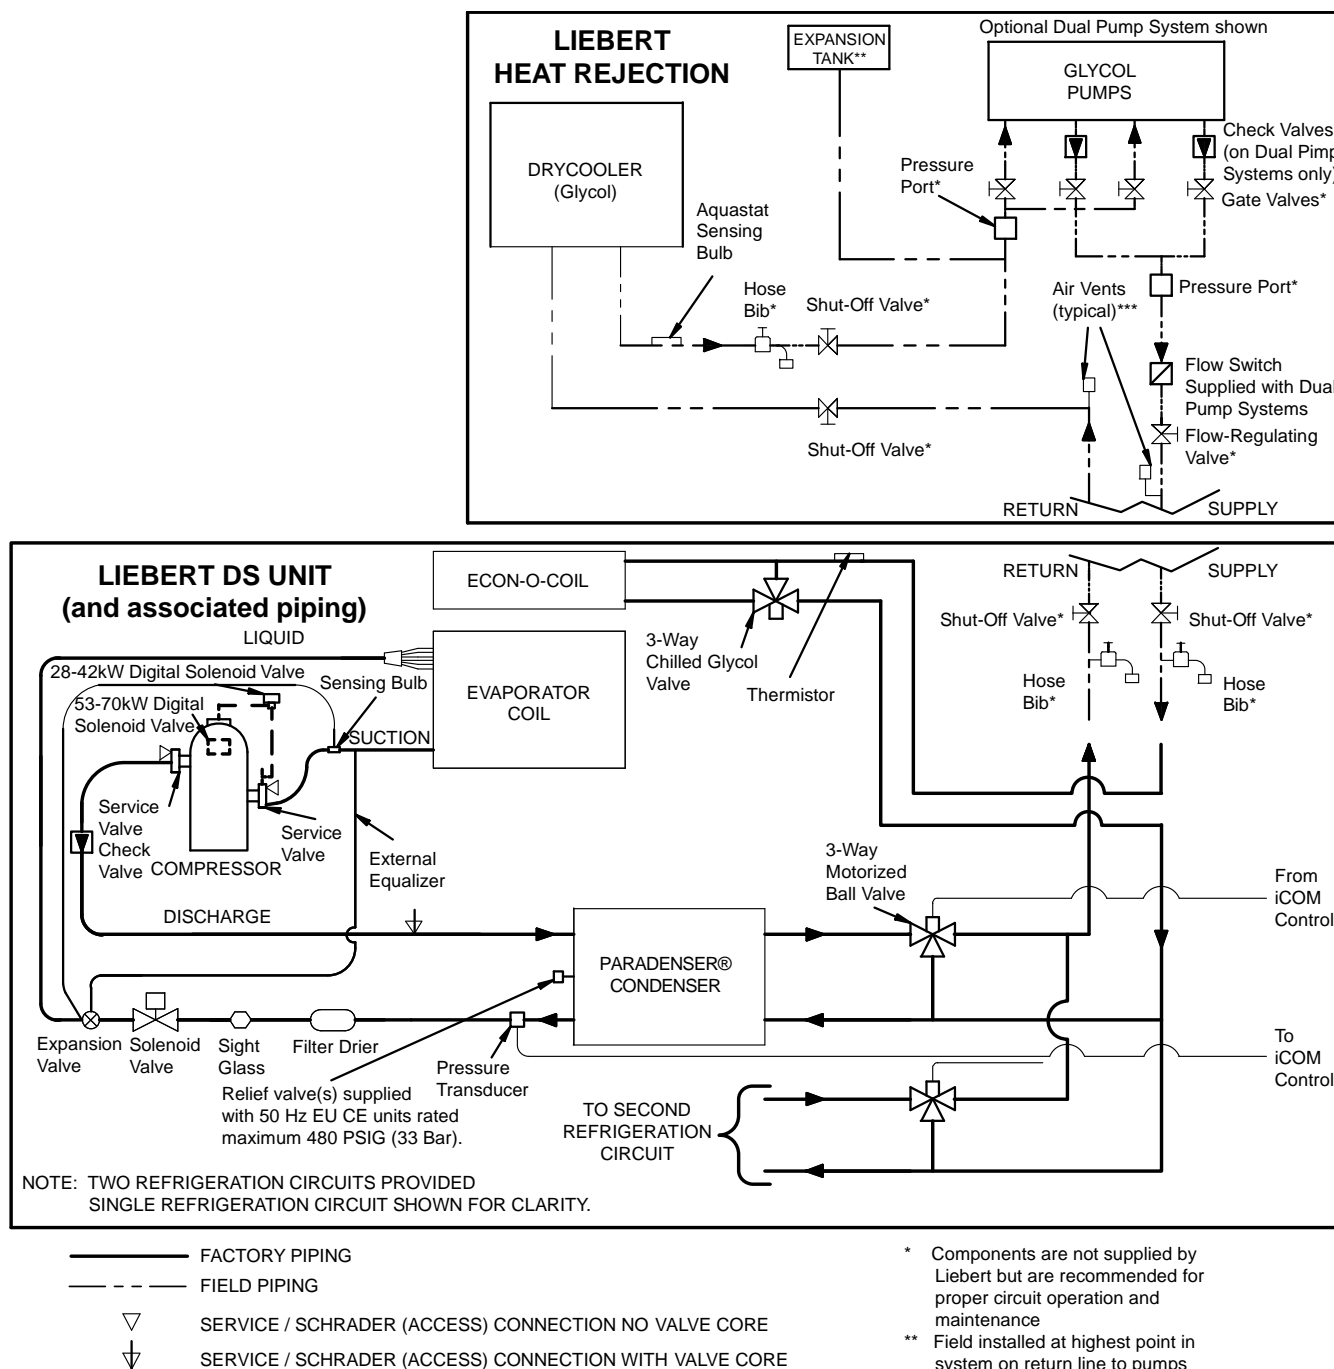 LIEBERT
HEAT REJECTION
EXPANSION
TANK**
Optional Dual Pump System shown
GLYCOL
PUMPS
DRYCOOLER
(Glycol)
Check Valves
(on Dual Pimp
Systems only)
Gate Valves*
Pressure
Port*
Aquastat
Sensing
Bulb
Hose
Bib*
Shut-Off Valve*
Air Vents
(typical)***
Pressure Port*
Flow Switch
Supplied with Dual
Pump Systems
Shut-Off Valve*
Flow-Regulating
Valve*
RETURN
SUPPLY
LIEBERT DS UNIT
(and associated piping)
ECON-O-COIL
RETURN
SUPPLY
Shut-Off Valve*
Shut-Off Valve*
LIQUID
28-42kW Digital Solenoid Valve
Sensing Bulb
53-70kW Digital
Solenoid Valve
EVAPORATOR
COIL
3-Way
Chilled Glycol
Valve
Thermistor
Hose
Bib*
Hose
Bib*
SUCTION
Service
Valve
Check
Valve
COMPRESSOR
Service
Valve
External
Equalizer
3-Way
Motorized
Ball Valve
From
iCOM
Control
DISCHARGE
PARADENSER®
CONDENSER
Expansion
Valve
Solenoid
Valve
Sight
Glass
Filter Drier
Pressure
Transducer
To
iCOM
Control
Relief valve(s) supplied
with 50 Hz EU CE units rated
maximum 480 PSIG (33 Bar).
TO SECOND
REFRIGERATION
CIRCUIT
NOTE: TWO REFRIGERATION CIRCUITS PROVIDED
SINGLE REFRIGERATION CIRCUIT SHOWN FOR CLARITY.
FACTORY PIPING
FIELD PIPING
SERVICE / SCHRADER (ACCESS) CONNECTION NO VALVE CORE
SERVICE / SCHRADER (ACCESS) CONNECTION WITH VALVE CORE
* Components are not supplied by
Liebert but are recommended for
proper circuit operation and
maintenance
** Field installed at highest point in
system on return line to pumps